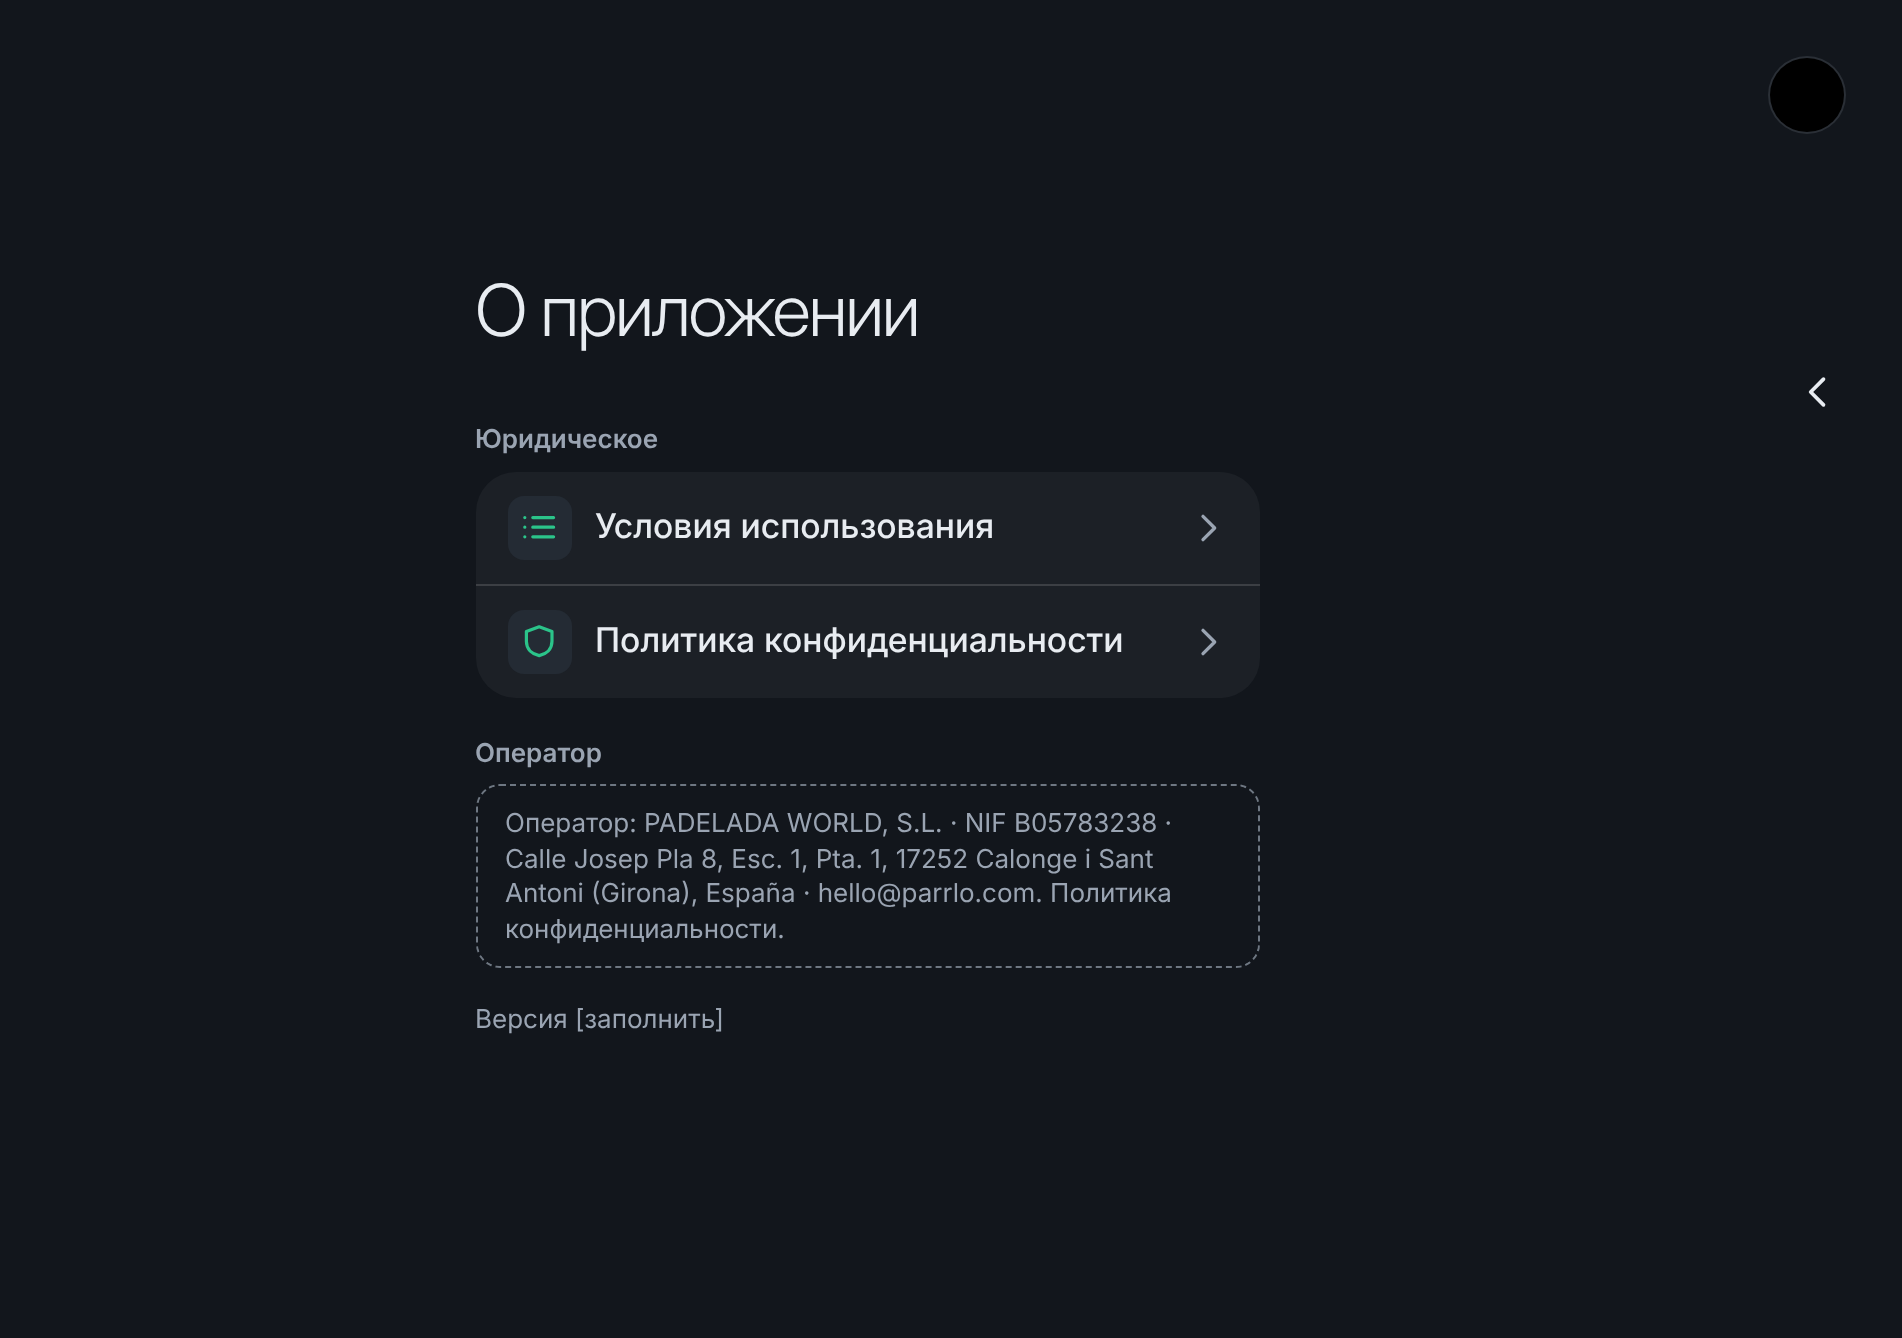 О приложении
Юридическое
Условия использования
Политика конфиденциальности
Оператор
Оператор: PADELADA WORLD, S.L. · NIF B05783238 ·
Calle Josep Pla 8, Esc. 1, Pta. 1, 17252 Calonge i Sant
Antoni (Girona), España · hello@parrlo.com. Политика
конфиденциальности.
Версия [заполнить]